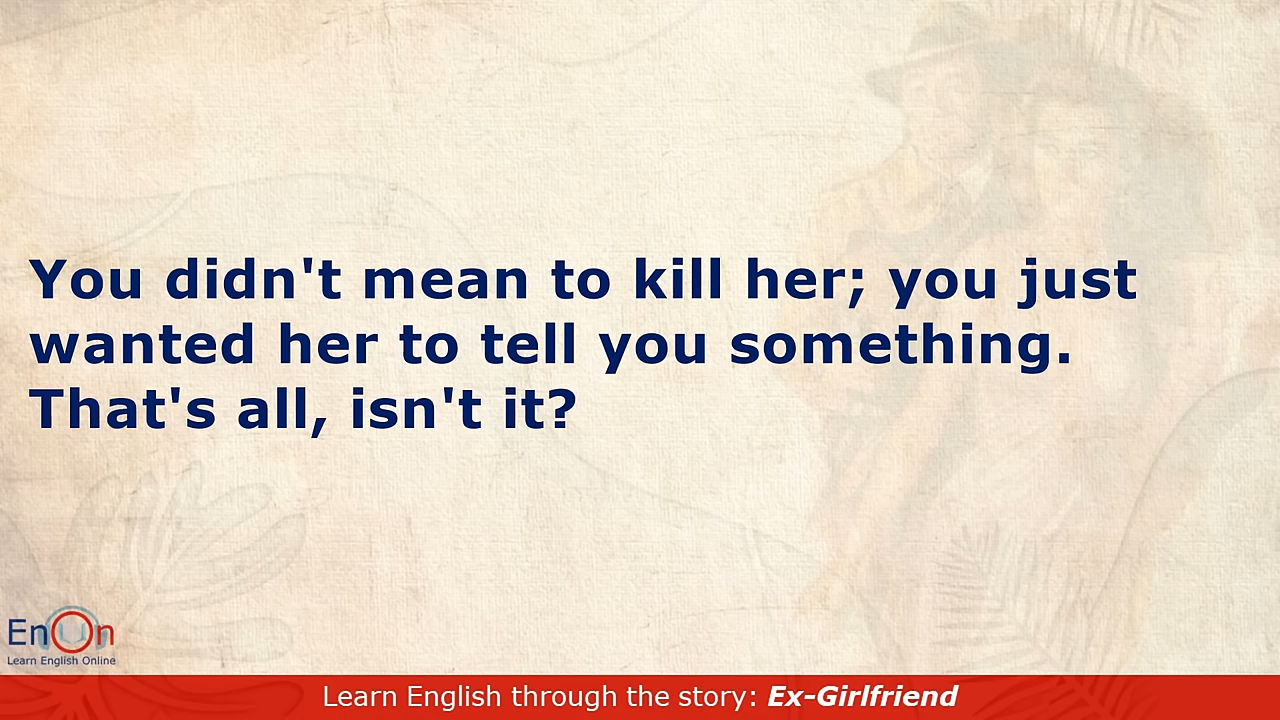 You didn't mean to kill her; you just
wanted her to tell you something.
That's all, isn't it?
EnOn
Learn English Online
Learn English through the story: Ex-Girlfriend